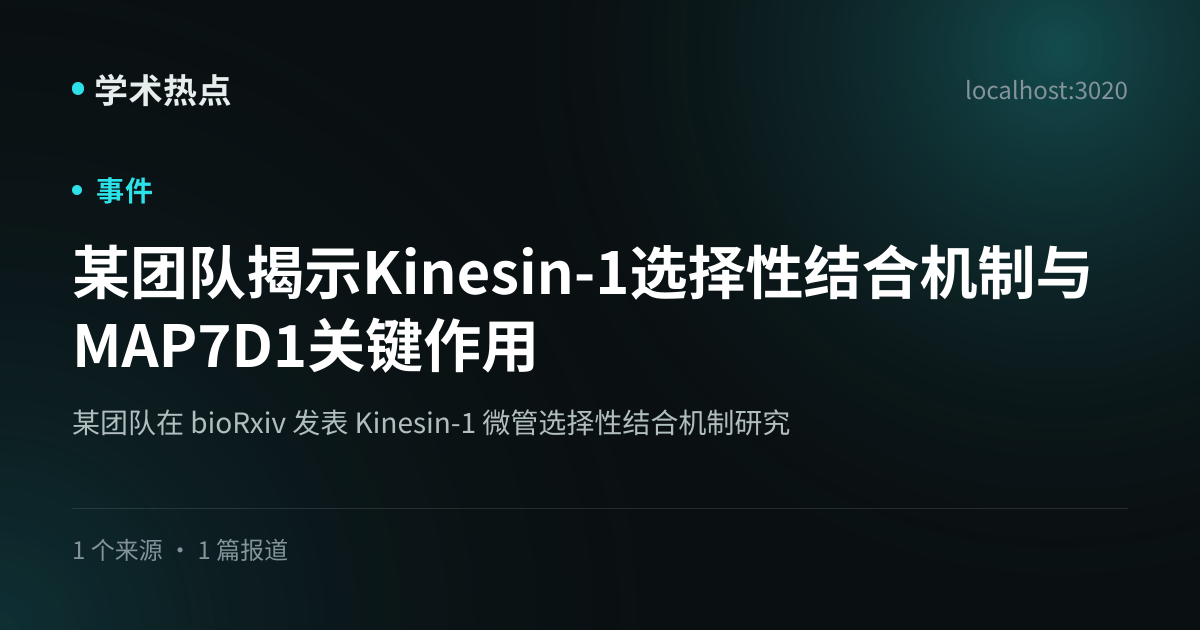 学术热点
localhost:3020
事件
某团队揭示Kinesin-1选择性结合机制与
MAP7D1关键作用
某团队在 bioRxiv 发表 Kinesin-1 微管选择性结合机制研究
1 个来源 · 1 篇报道